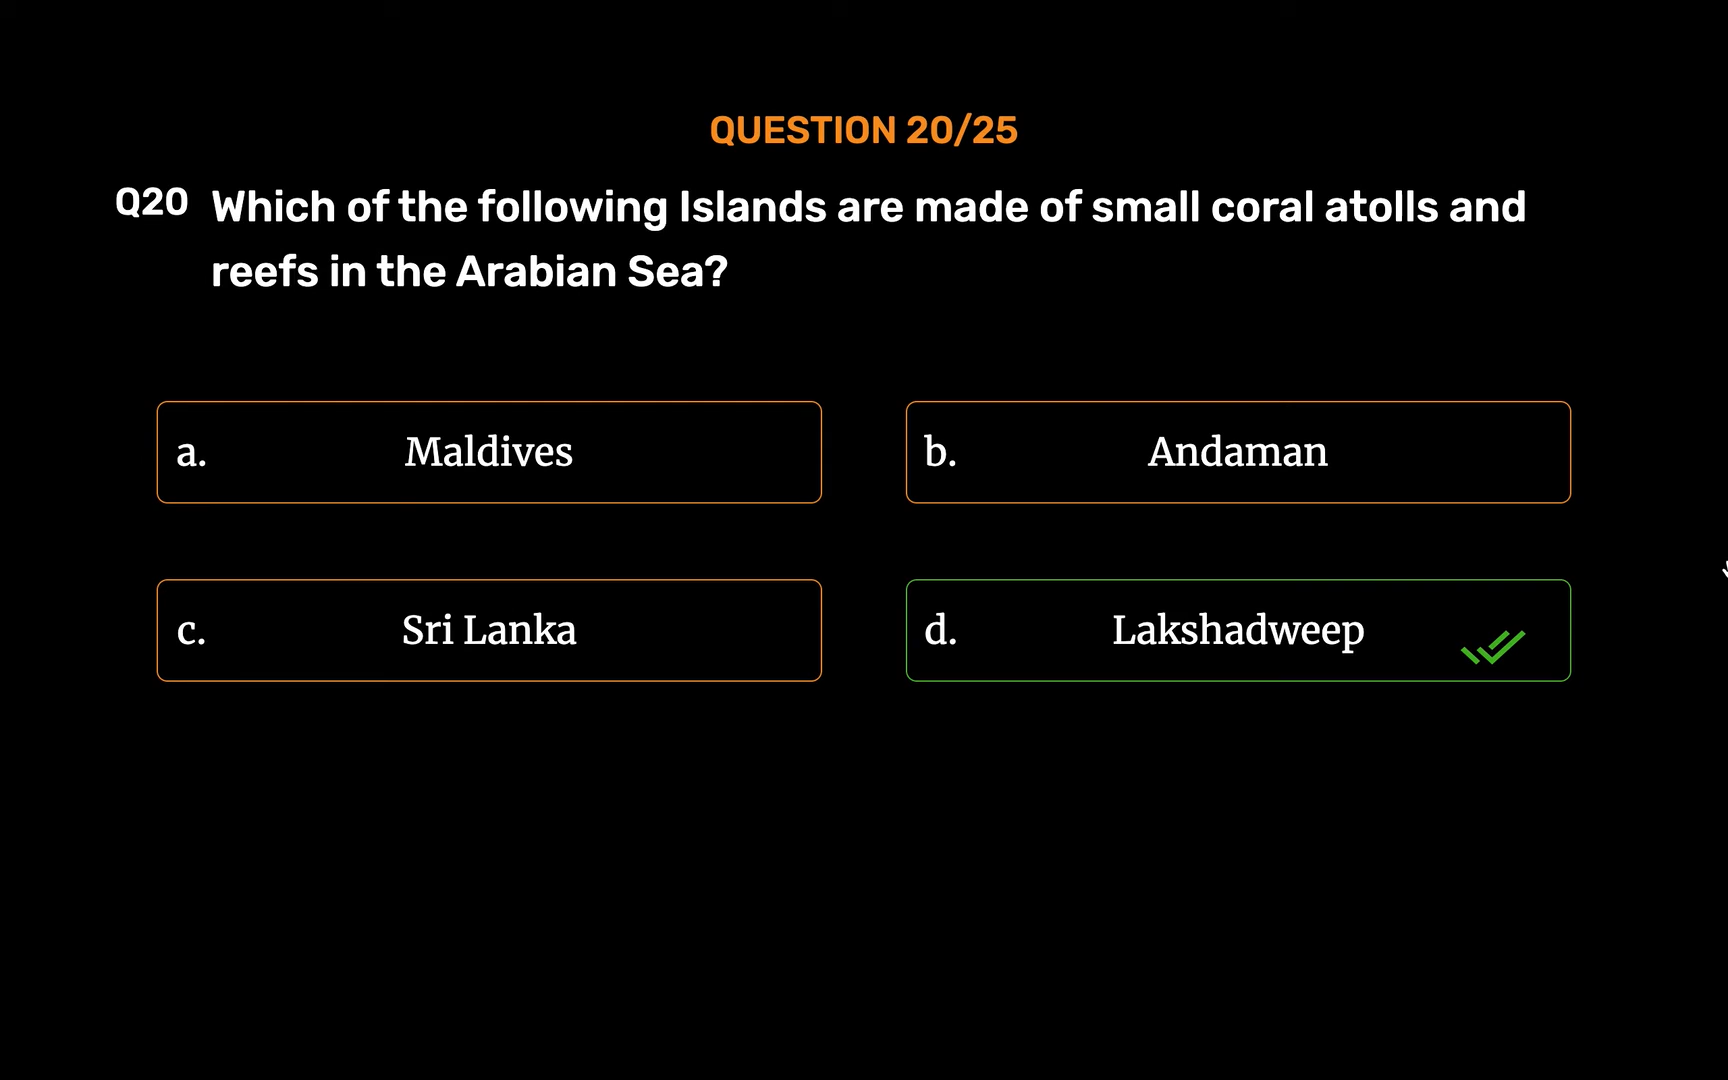 QUESTION 20/25
Q20 Which of the following Islands are made of small coral atolls and
reefs in the Arabian Sea?
a. Maldives
b. Andaman
c. Sri Lanka
d. Lakshadweep